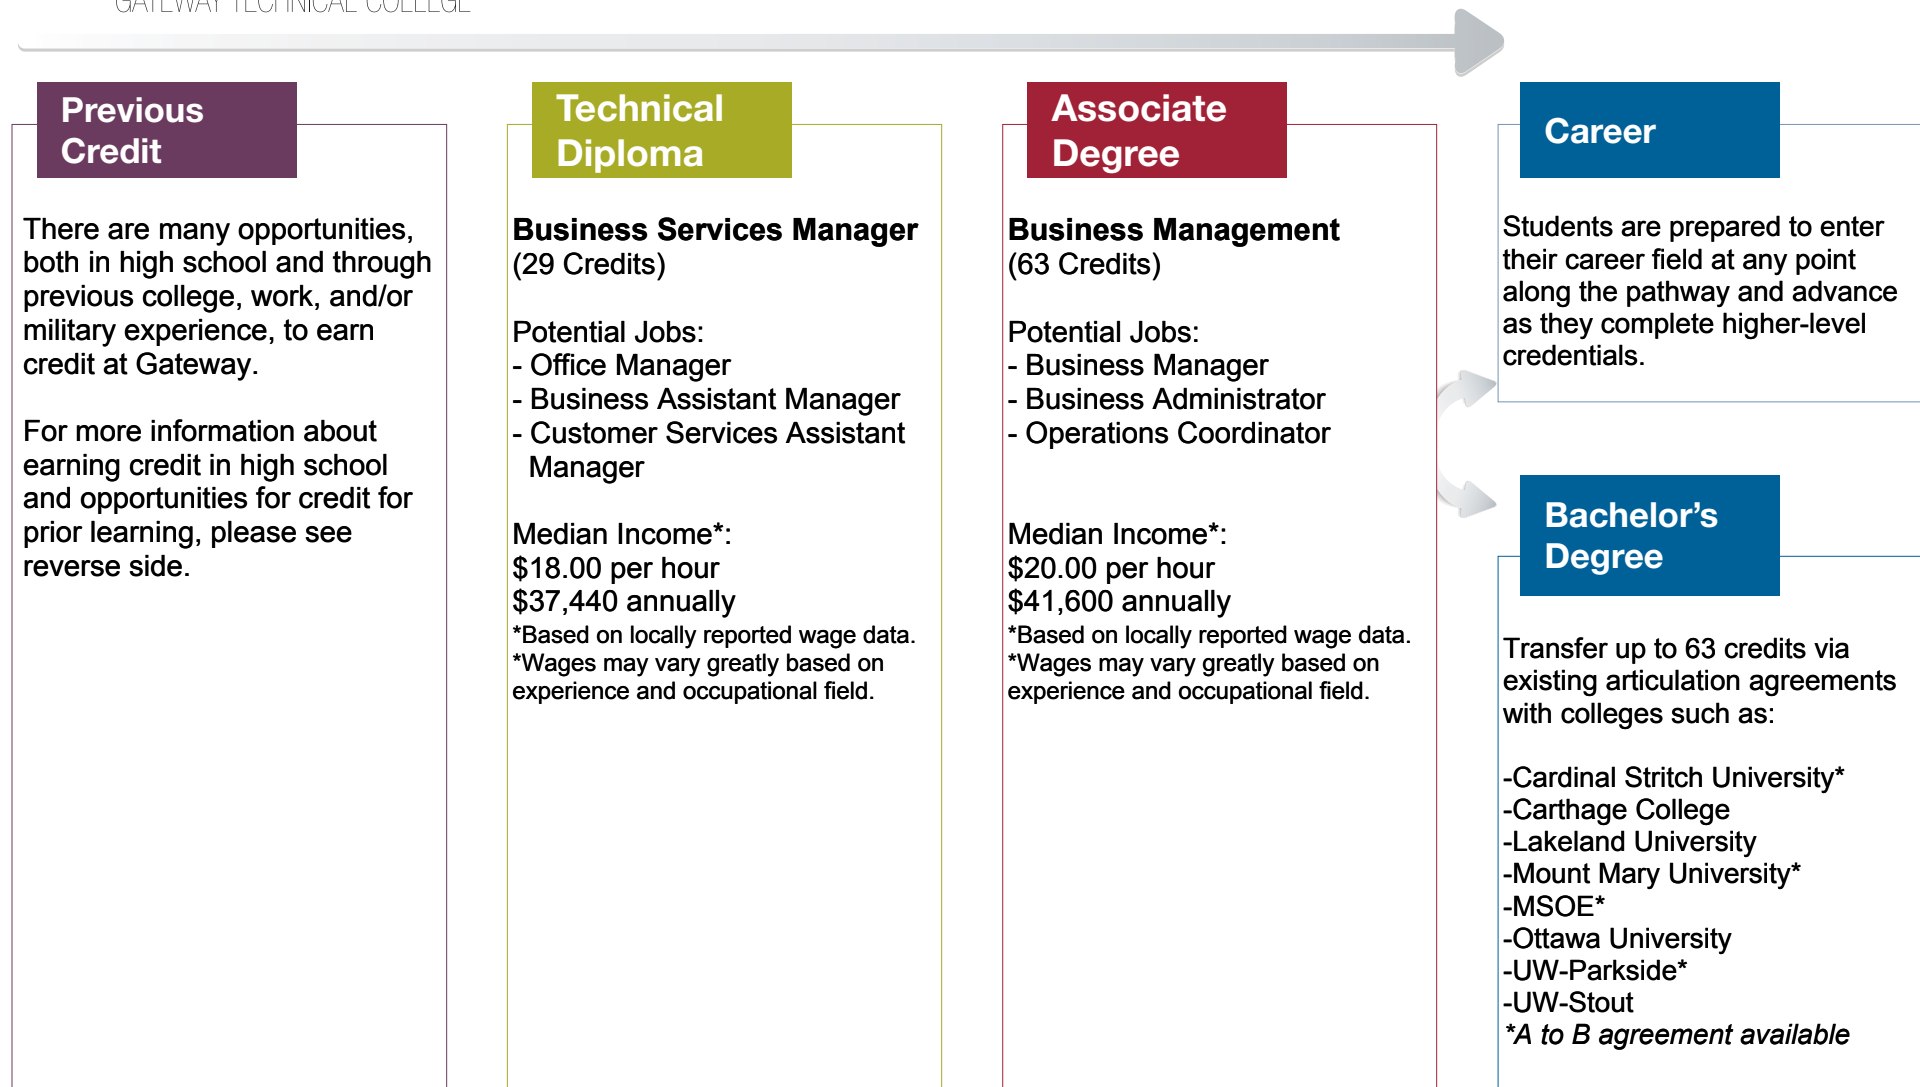 GATEWAY TECHNICAL COLLEGE
Previous
Credit
There are many opportunities,
both in high school and through
previous college, work, and/or
military experience, to earn
credit at Gateway.
For more information about
earning credit in high school
and opportunities for credit for
prior learning, please see
reverse side.
Technical
Diploma
Business Services Manager
(29 Credits)
Potential Jobs:
- Office Manager
- Business Assistant Manager
- Customer Services Assistant
Manager
Median Income*:
$18.00 per hour
$37,440 annually
*Based on locally reported wage data.
*Wages may vary greatly based on
experience and occupational field.
Associate
Degree
Business Management
(63 Credits)
Potential Jobs:
- Business Manager
- Business Administrator
- Operations Coordinator
Median Income*:
$20.00 per hour
$41,600 annually
*Based on locally reported wage data.
*Wages may vary greatly based on
experience and occupational field.
Career
Students are prepared to enter
their career field at any point
along the pathway and advance
as they complete higher-level
credentials.
Bachelor’s
Degree
Transfer up to 63 credits via
existing articulation agreements
with colleges such as:
-Cardinal Stritch University*
-Carthage College
-Lakeland University
-Mount Mary University*
-MSOE*
-Ottawa University
-UW-Parkside*
-UW-Stout
*A to B agreement available